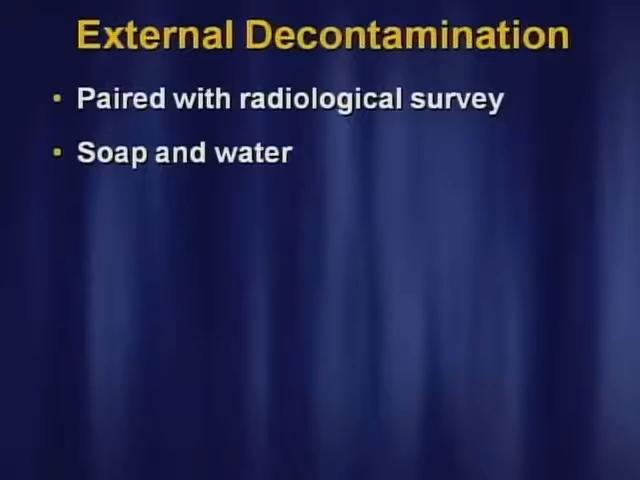 External Decontamination
• Paired with radiological survey
• Soap and water